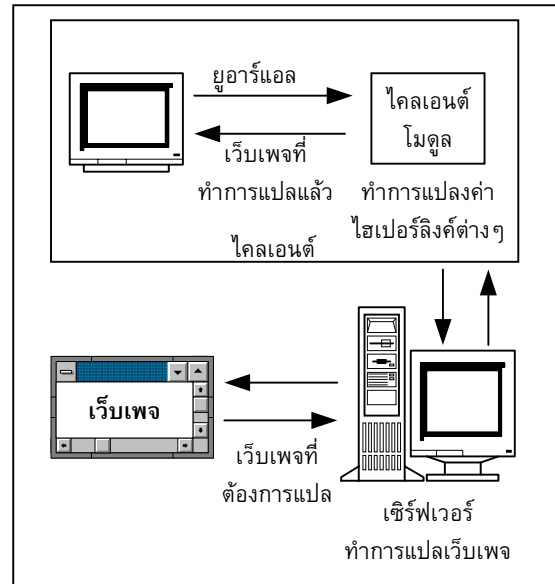 ยูอาร์แอล
เว็บเพจที่
ทำการแปลแล้ว
ไคลเอนต์
โมดูล
ทำการแปลงค่า
ไฮเปอร์ลิงค์ต่างๆ
ไคลเอนต์
เว็บเพจ
เว็บเพจที่
ต้องการแปล
เซิร์ฟเวอร์
ทำการแปลเว็บเพจ